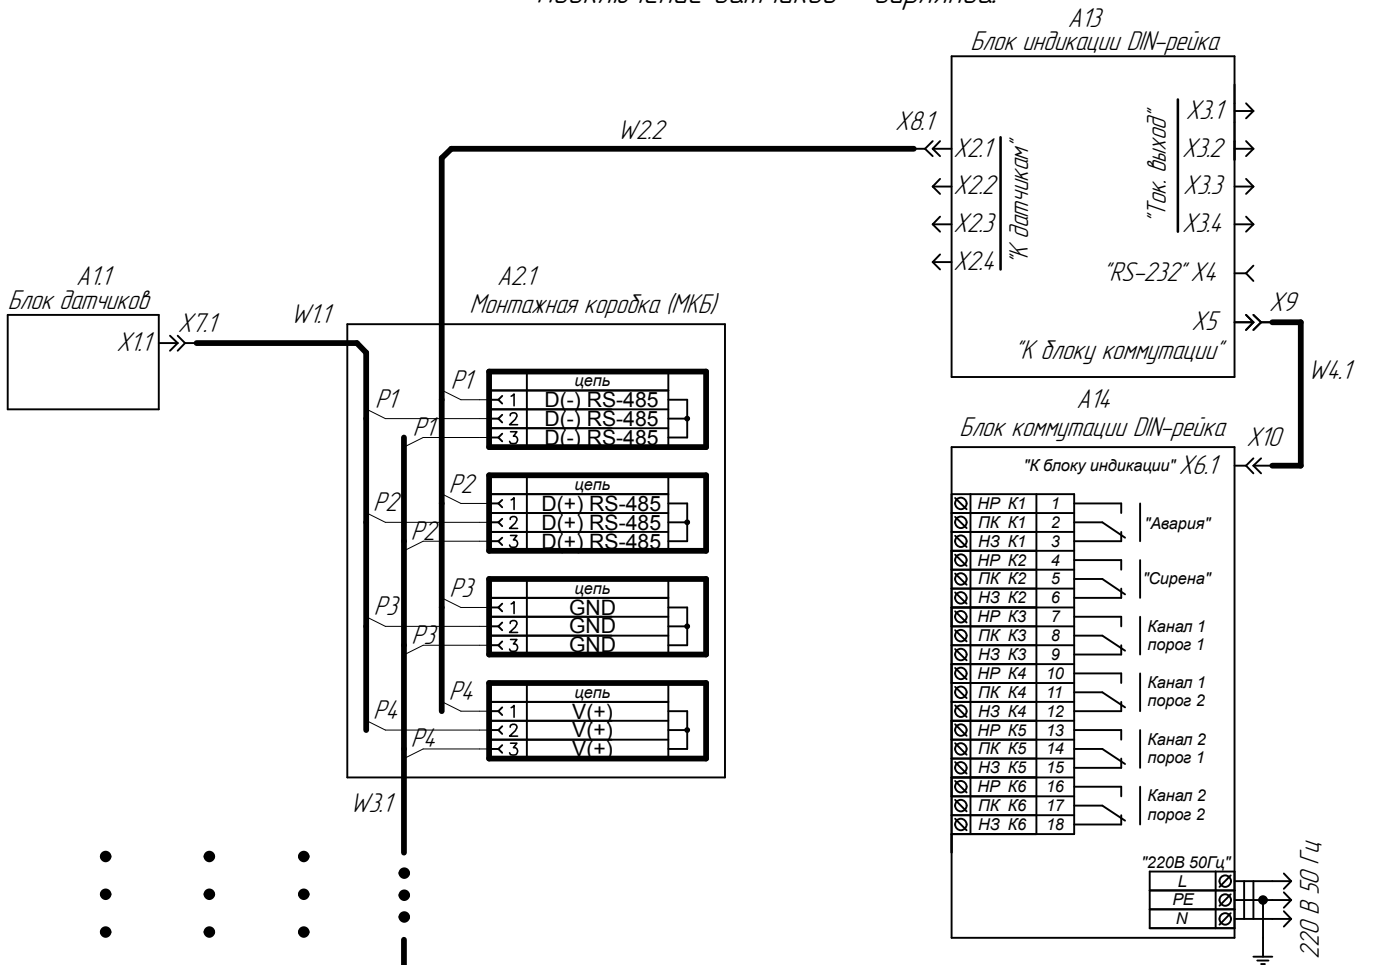 A13
Блок индикации DIN-рейка
X3.1
X8.1
W2.2
X2.1
X3.2
X2.2
X3.3
X2.3
X3.4
X2.4
"К датчикам"
"Ток. выход"
"RS-232" X4
X9
X5
"К блоку коммутации"
W4.1
A1.1
Блок датчиков
X1.1
X7.1
W1.1
A2.1
Монтажная коробка (МКБ)
P1
P1
P1
цепь
1 D(-) RS-485
2 D(-) RS-485
3 D(-) RS-485
P2
P2
P2
цепь
1 D(+) RS-485
2 D(+) RS-485
3 D(+) RS-485
P3
P3
P3
цепь
1 GND
2 GND
3 GND
P4
P4
P4
цепь
1 V(+)
2 V(+)
3 V(+)
W3.1
A14
Блок коммутации DIN-рейка
X10
"К блоку индикации" X6.1
НР К1 1
ПК К1 2
НЗ К1 3
"Авария"
НР К2 4
ПК К2 5
НЗ К2 6
"Сирена"
НР К3 7
ПК К3 8
НЗ К3 9
Канал 1
порог 1
НР К4 10
ПК К4 11
НЗ К4 12
Канал 1
порог 2
НР К5 13
ПК К5 14
НЗ К5 15
Канал 2
порог 1
НР К6 16
ПК К6 17
НЗ К6 18
Канал 2
порог 2
"220В 50Гц"
L
PE
N
220 В 50 Гц